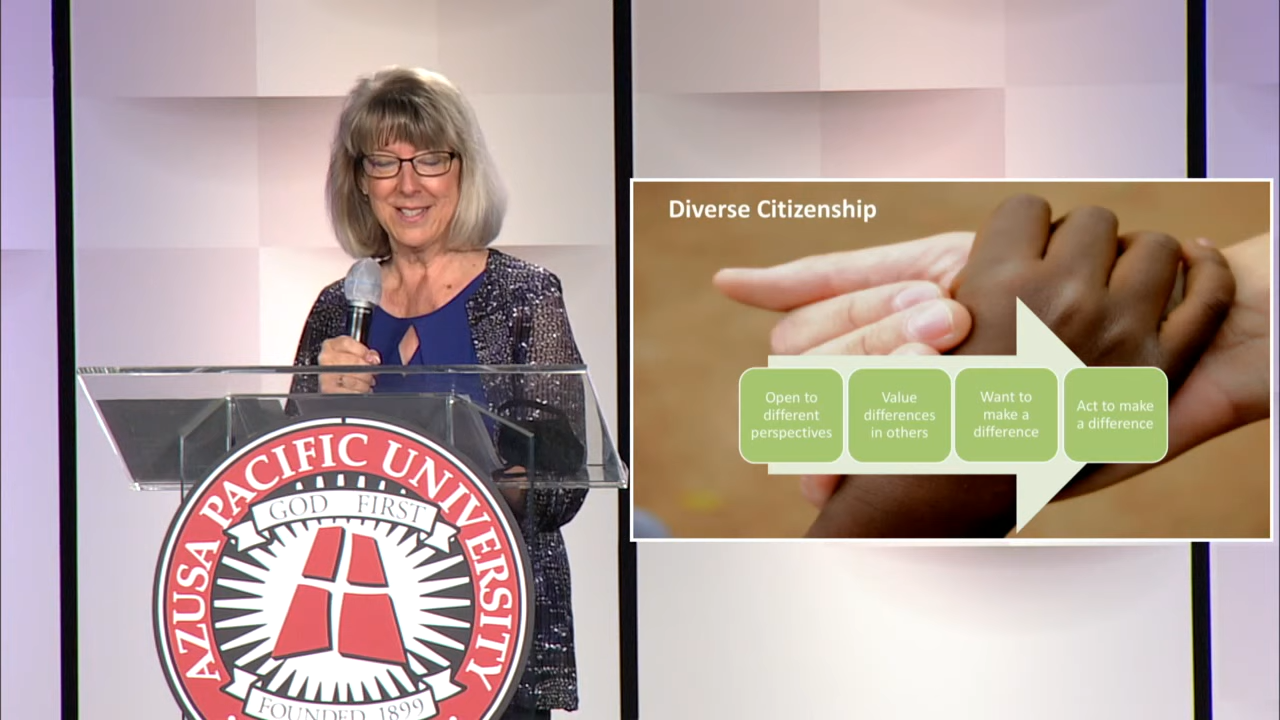 AZUSA PACIFIC UNIVERSITY
GOD FIRST
FOUNDED 1899
Diverse Citizenship
Open to
different
perspectives
Value
differences
in others
Want to
make a
difference
Act to make
a difference